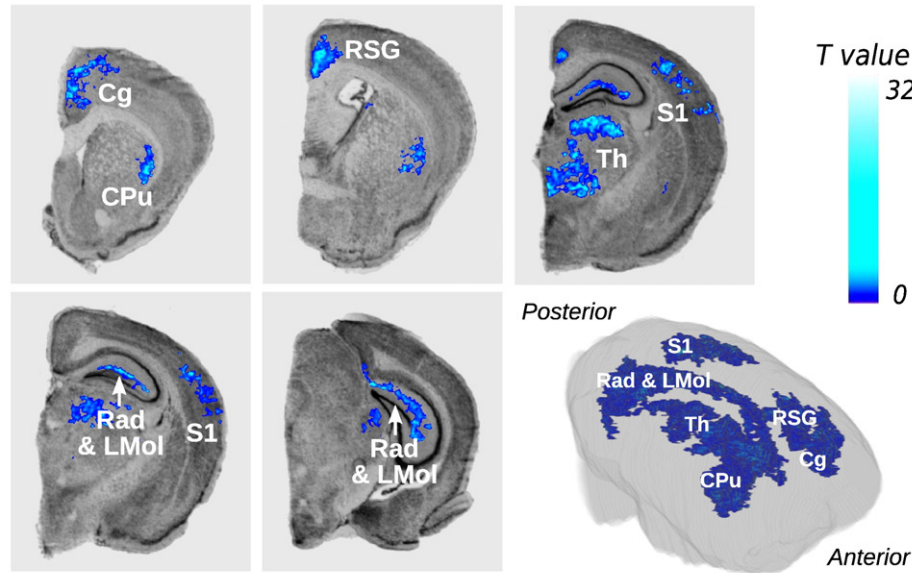 Cg
CPu
RSG
S1
Th
T value
32
0
Rad
& LMol
S1
Rad
& LMol
Posterior
S1
Rad & LMol
Th
RSG
CPu
Cg
Anterior